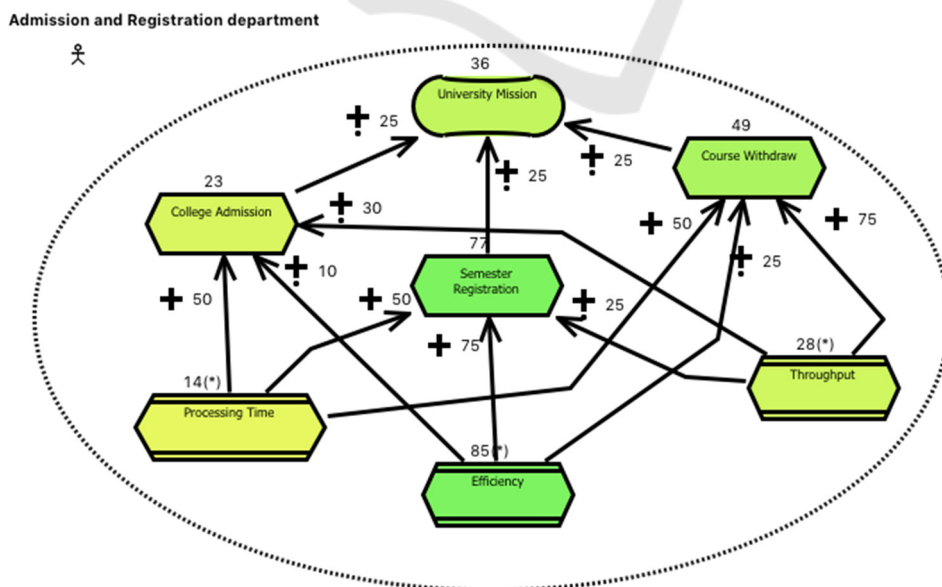 Admission and Registration department
36
University Mission
25
49
Course Withdraw
25
25
23
College Admission
30
50
75
77
Semester
Registration
25
10
50
50
25
75
28(*)
Throughput
14(*)
Processing Time
85(*)
Efficiency